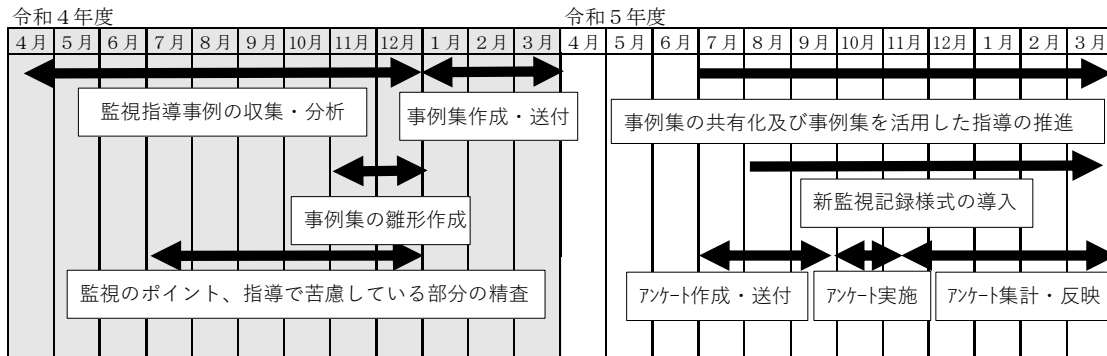 令和４年度 令和５年度
４月 ５月 ６月 ７月 ８月 ９月 10月 11月 12月 １月 ２月 ３月 ４月 ５月 ６月 ７月 ８月 ９月 10月 11月 12月 １月 ２月 ３月
監視指導事例の収集・分析 事例集作成・送付 事例集の共有化及び事例集を活用した指導の推進
事例集の雛形作成 新監視記録様式の導入
監視のポイント、指導で苦慮している部分の精査 ｱﾝｹｰﾄ作成・送付 ｱﾝｹｰﾄ実施 ｱﾝｹｰﾄ集計・反映